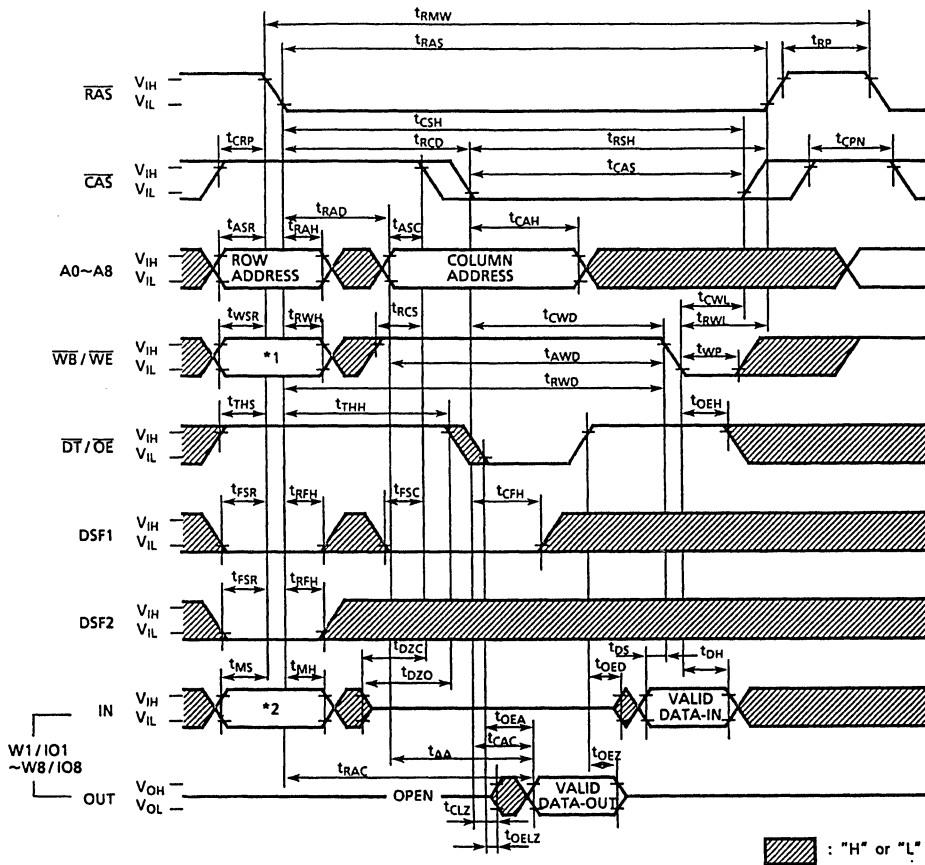 tRMW
tRAS
tRP
RAS VIH
VIL
tCSH
tCRP tRCD tRSH tCPN
CAS VIH
VIL
tCAS
tRAD
tASR tRAH tASC tCAH
A0~A8 VIH
VIL
ROW ADDRESS
COLUMN ADDRESS
tCWL
tWSR tRWH tRCS tCWD tRWL
WB/WE VIH
VIL
*1
tAWD
tWP
tRWD
tTHS tTHH tOEH
DT/OE VIH
VIL
tFSR tRFH tFSC tCFH
DSF1 VIH
VIL
tFSR tRFH
DSF2 VIH
VIL
tDZC tDS tDH
tMS tMH tDZO tOED
IN VIH
VIL
*2
VALID DATA-IN
W1/IO1
~W8/IO8
tOEA
tCAC
tAA tOEZ
tRAC
OUT VOH
VOL
OPEN
VALID DATA-OUT
tCLZ
tOELZ
: "H" or "L"